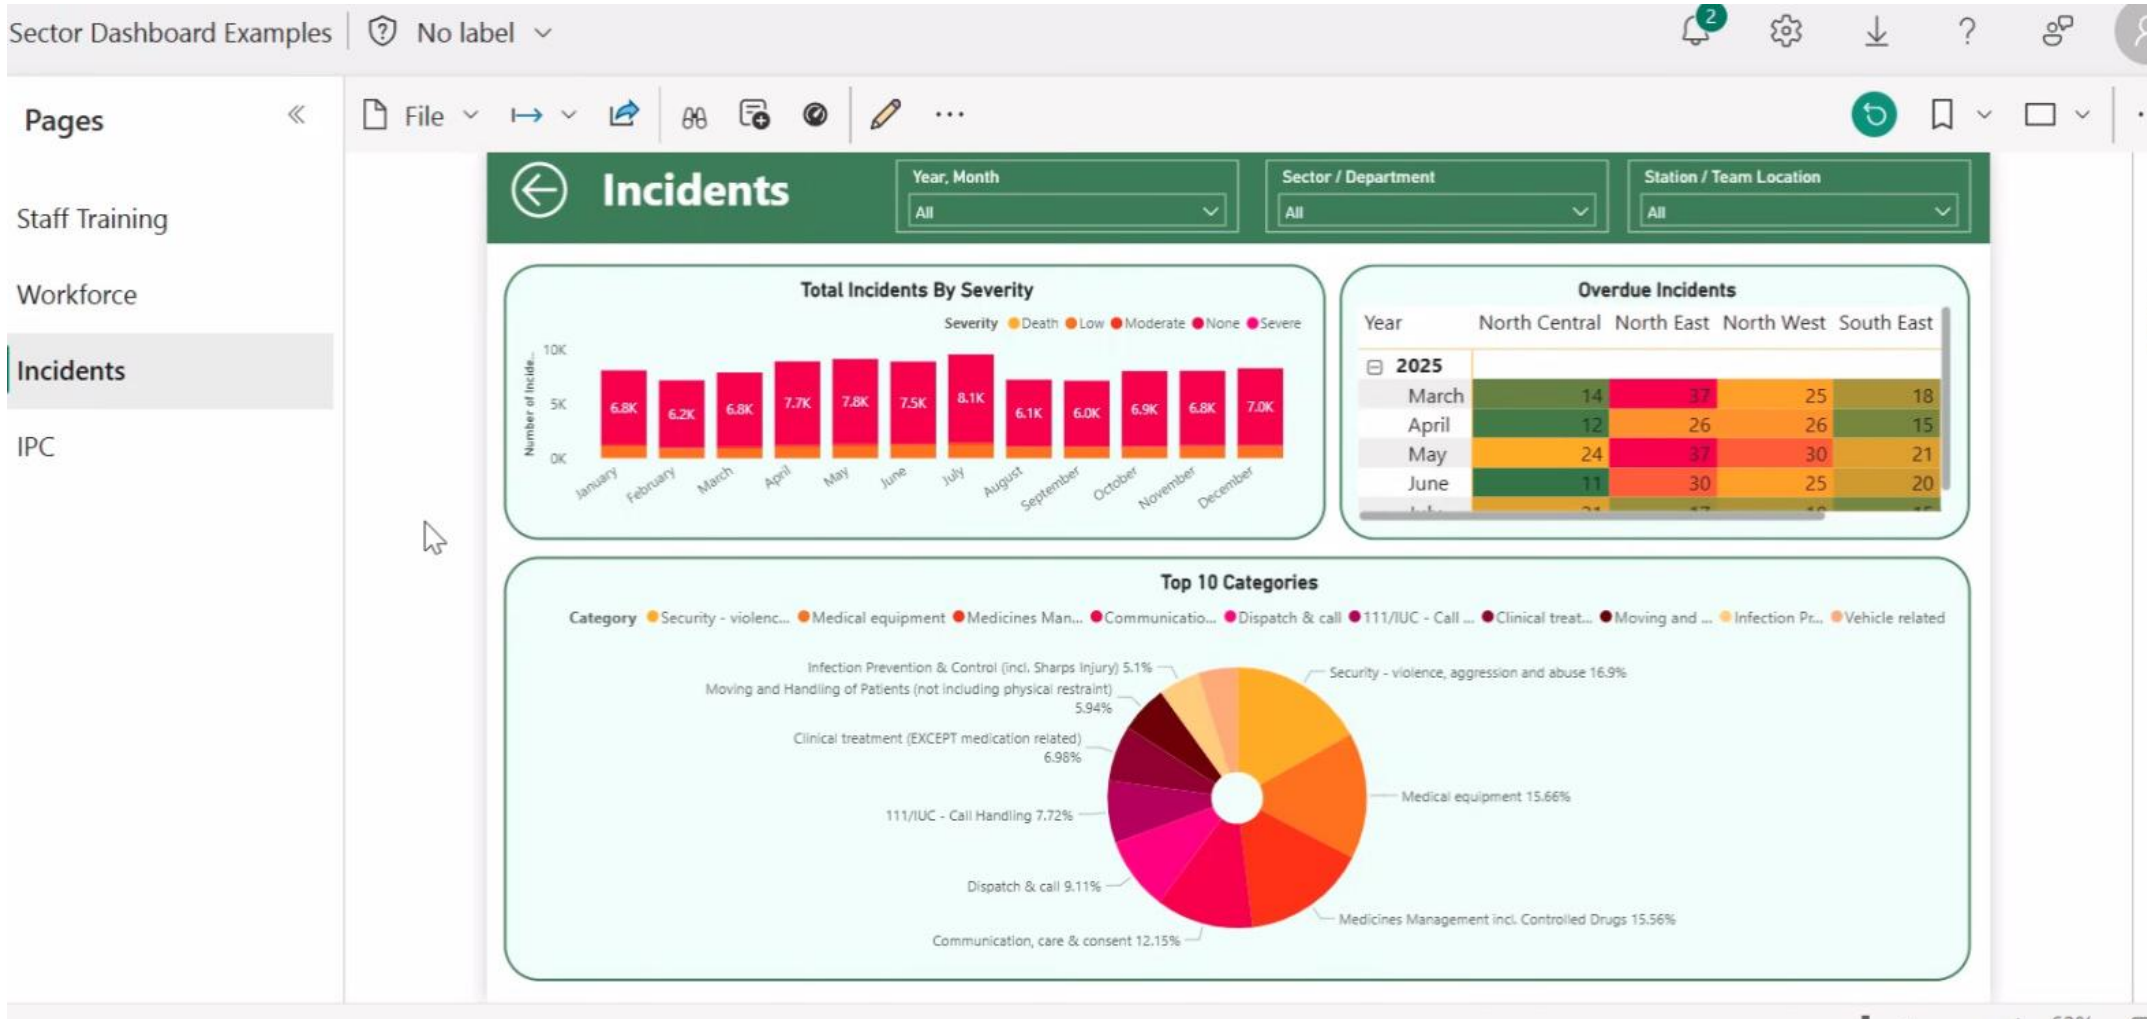 Sector Dashboard Examples
No label
2
?
Pages
File
Staff Training
Workforce
Incidents
IPC
Incidents
Year, Month
All
Sector / Department
All
Station / Team Location
All
Total Incidents By Severity
Severity Death Low Moderate None Severe
Number of Incide...
10K
5K
0K
6.8K 6.2K 6.8K 7.7K 7.8K 7.5K 8.1K 6.1K 6.0K 6.9K 6.8K 7.0K
January February March April May June July August September October November December
Overdue Incidents
Year North Central North East North West South East
2025
March 14 37 25 18
April 12 26 26 15
May 24 37 30 21
June 11 30 25 20
Top 10 Categories
Category Security - violenc... Medical equipment Medicines Man... Communicatio... Dispatch & call 111/IUC - Call ... Clinical treat... Moving and ... Infection Pr... Vehicle related
Infection Prevention & Control (incl. Sharps Injury) 5.1%
Moving and Handling of Patients (not including physical restraint)
5.94%
Clinical treatment (EXCEPT medication related)
6.98%
111/IUC - Call Handling 7.72%
Dispatch & call 9.11%
Communication, care & consent 12.15%
Security - violence, aggression and abuse 16.9%
Medical equipment 15.66%
Medicines Management incl. Controlled Drugs 15.56%